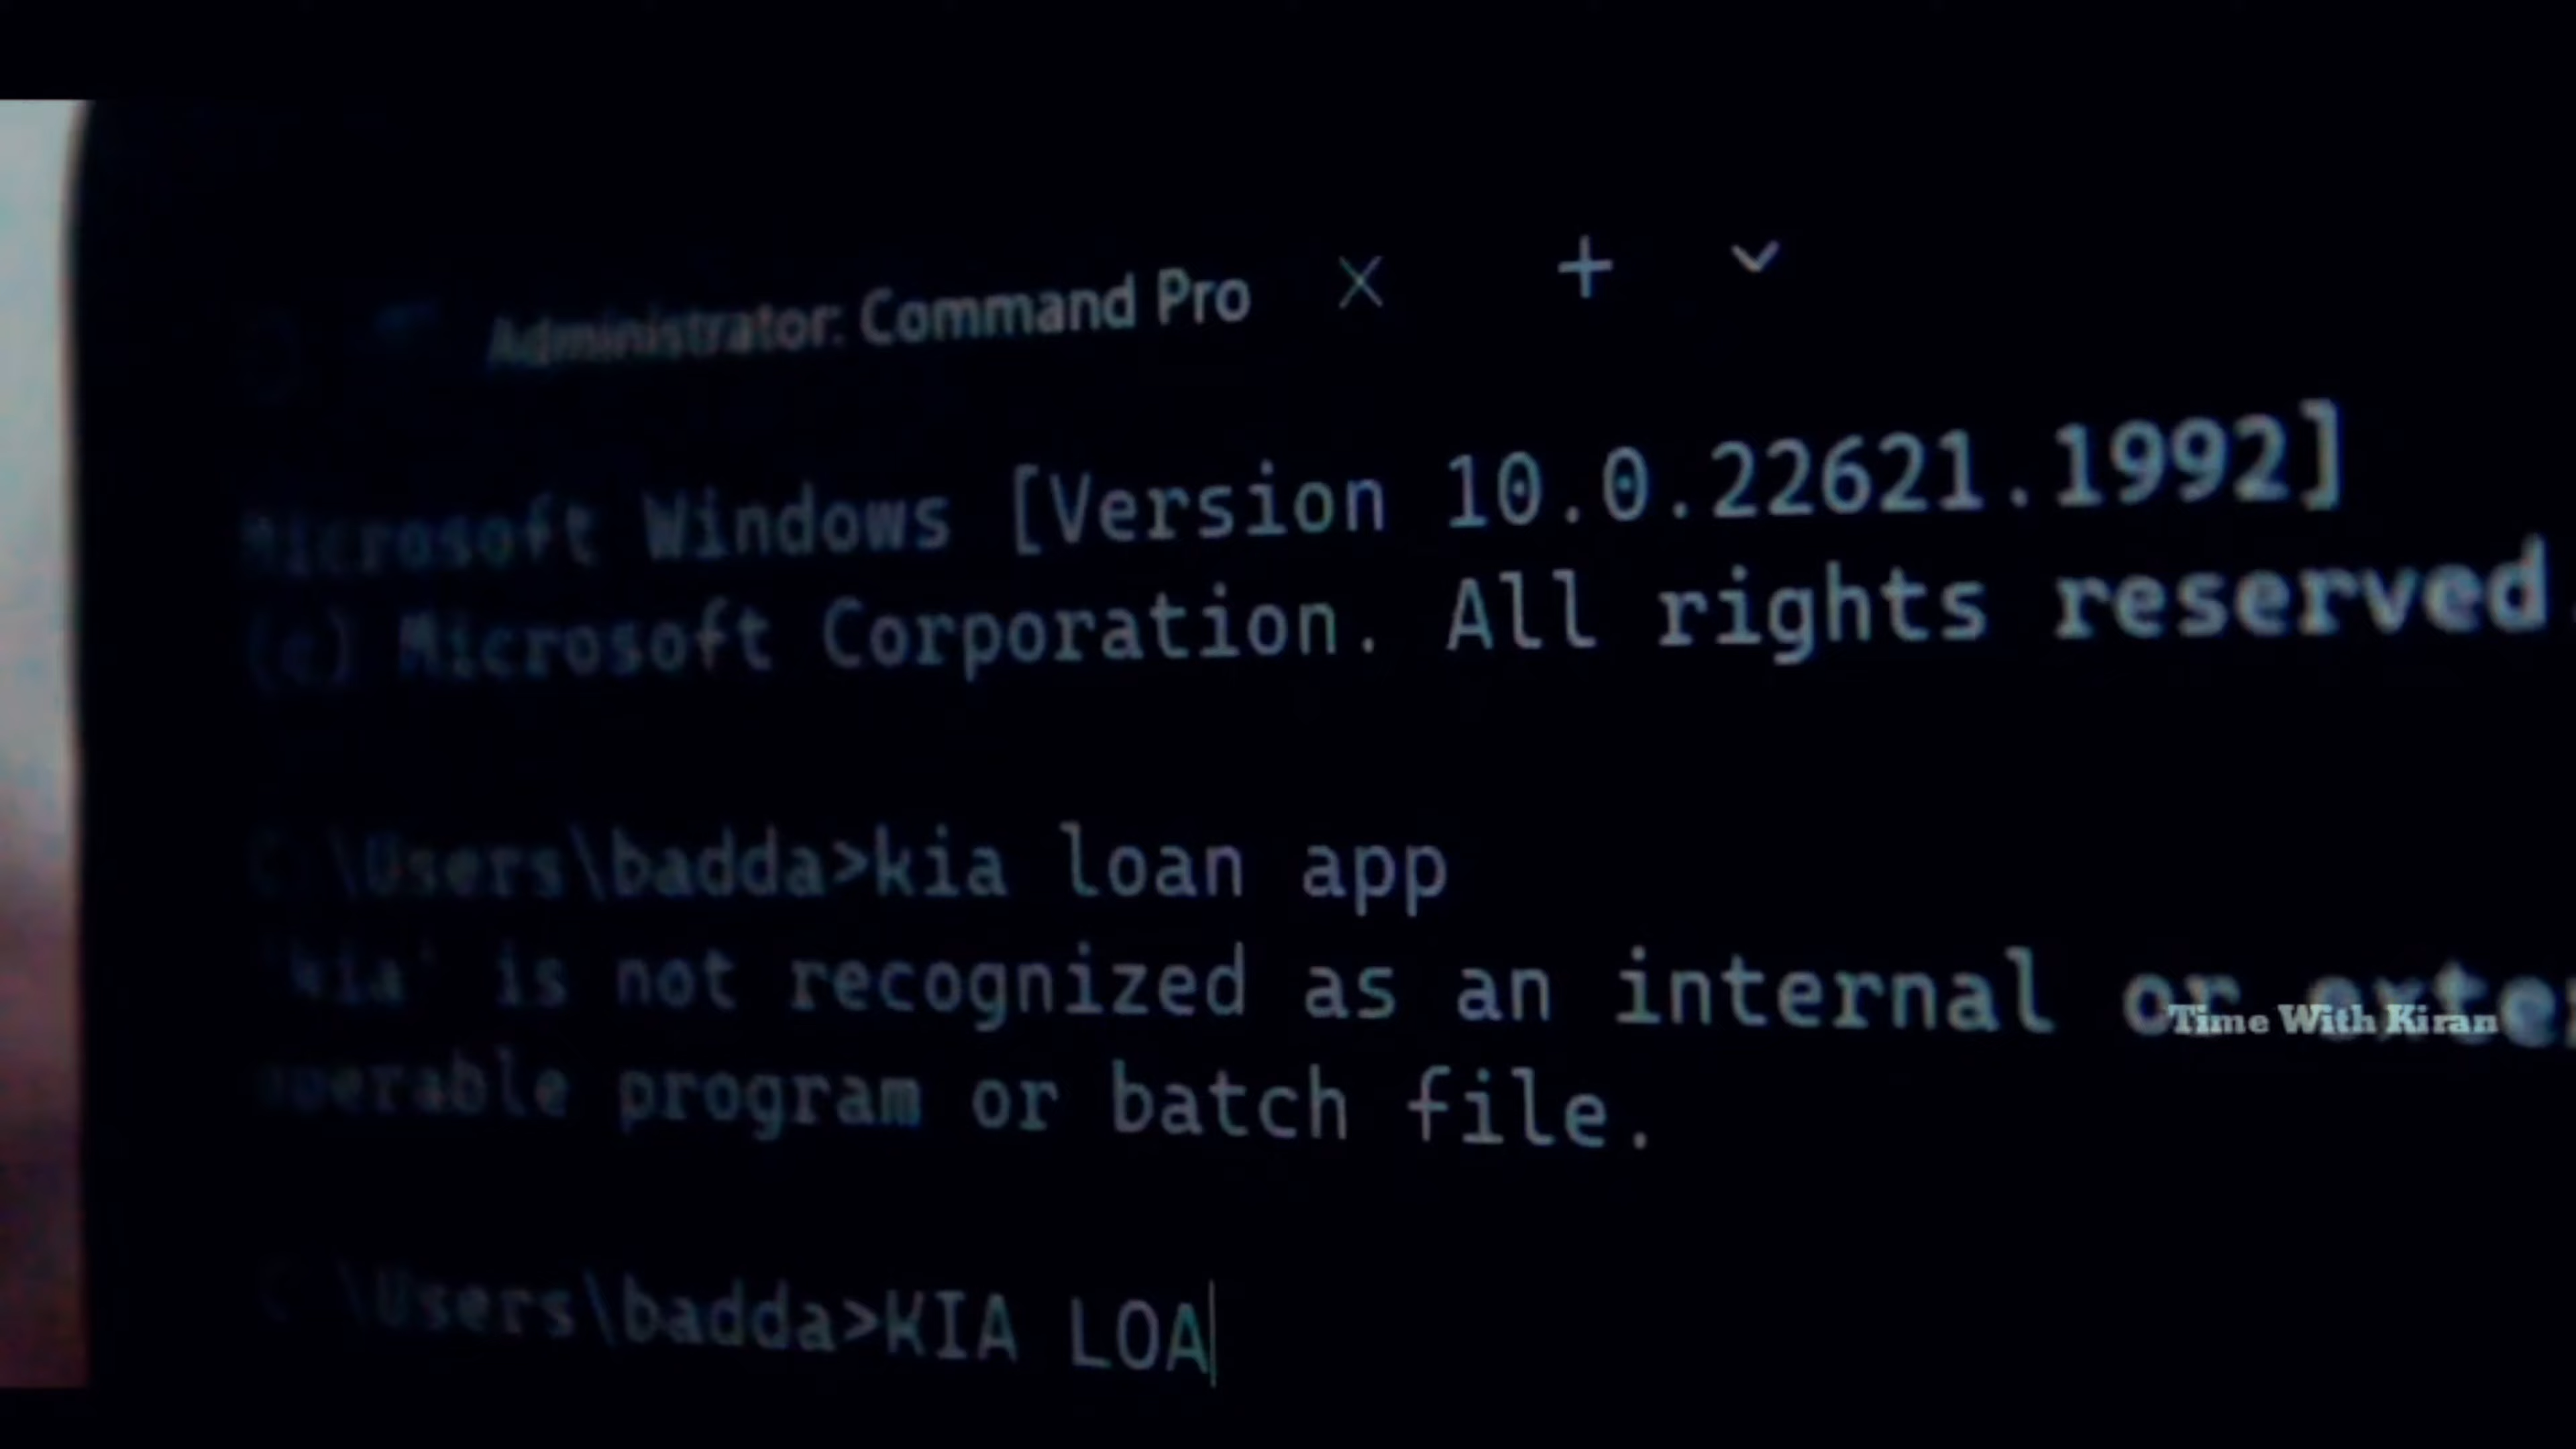 Administrator: Command Pro
Microsoft Windows [Version 10.0.22621.1992]
(c) Microsoft Corporation. All rights reserved
C:\Users\badda>kia loan app
'kia' is not recognized as an internal or exter
operable program or batch file.
C:\Users\badda>KIA LOA
Time With Kiran